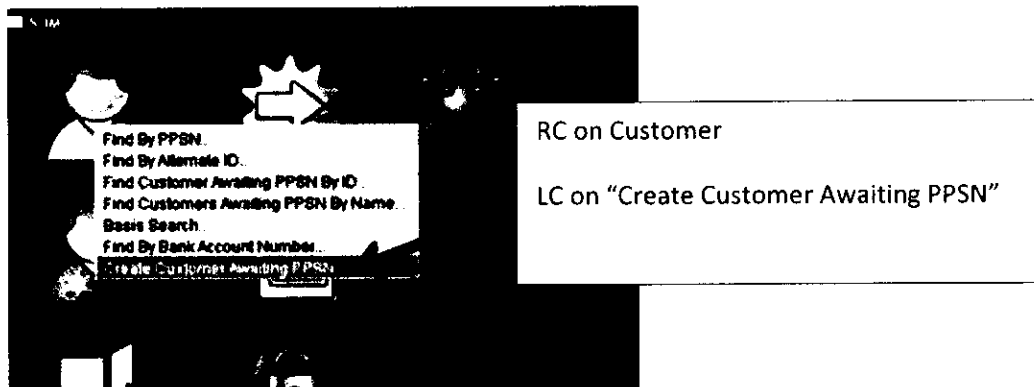 Find By PPSN...
Find By Alternate ID...
Find Customer Awaiting PPSN By ID...
Find Customers Awaiting PPSN By Name...
Basis Search...
Find By Bank Account Number...
Create Customer Awaiting PPSN
RC on Customer
LC on “Create Customer Awaiting PPSN”